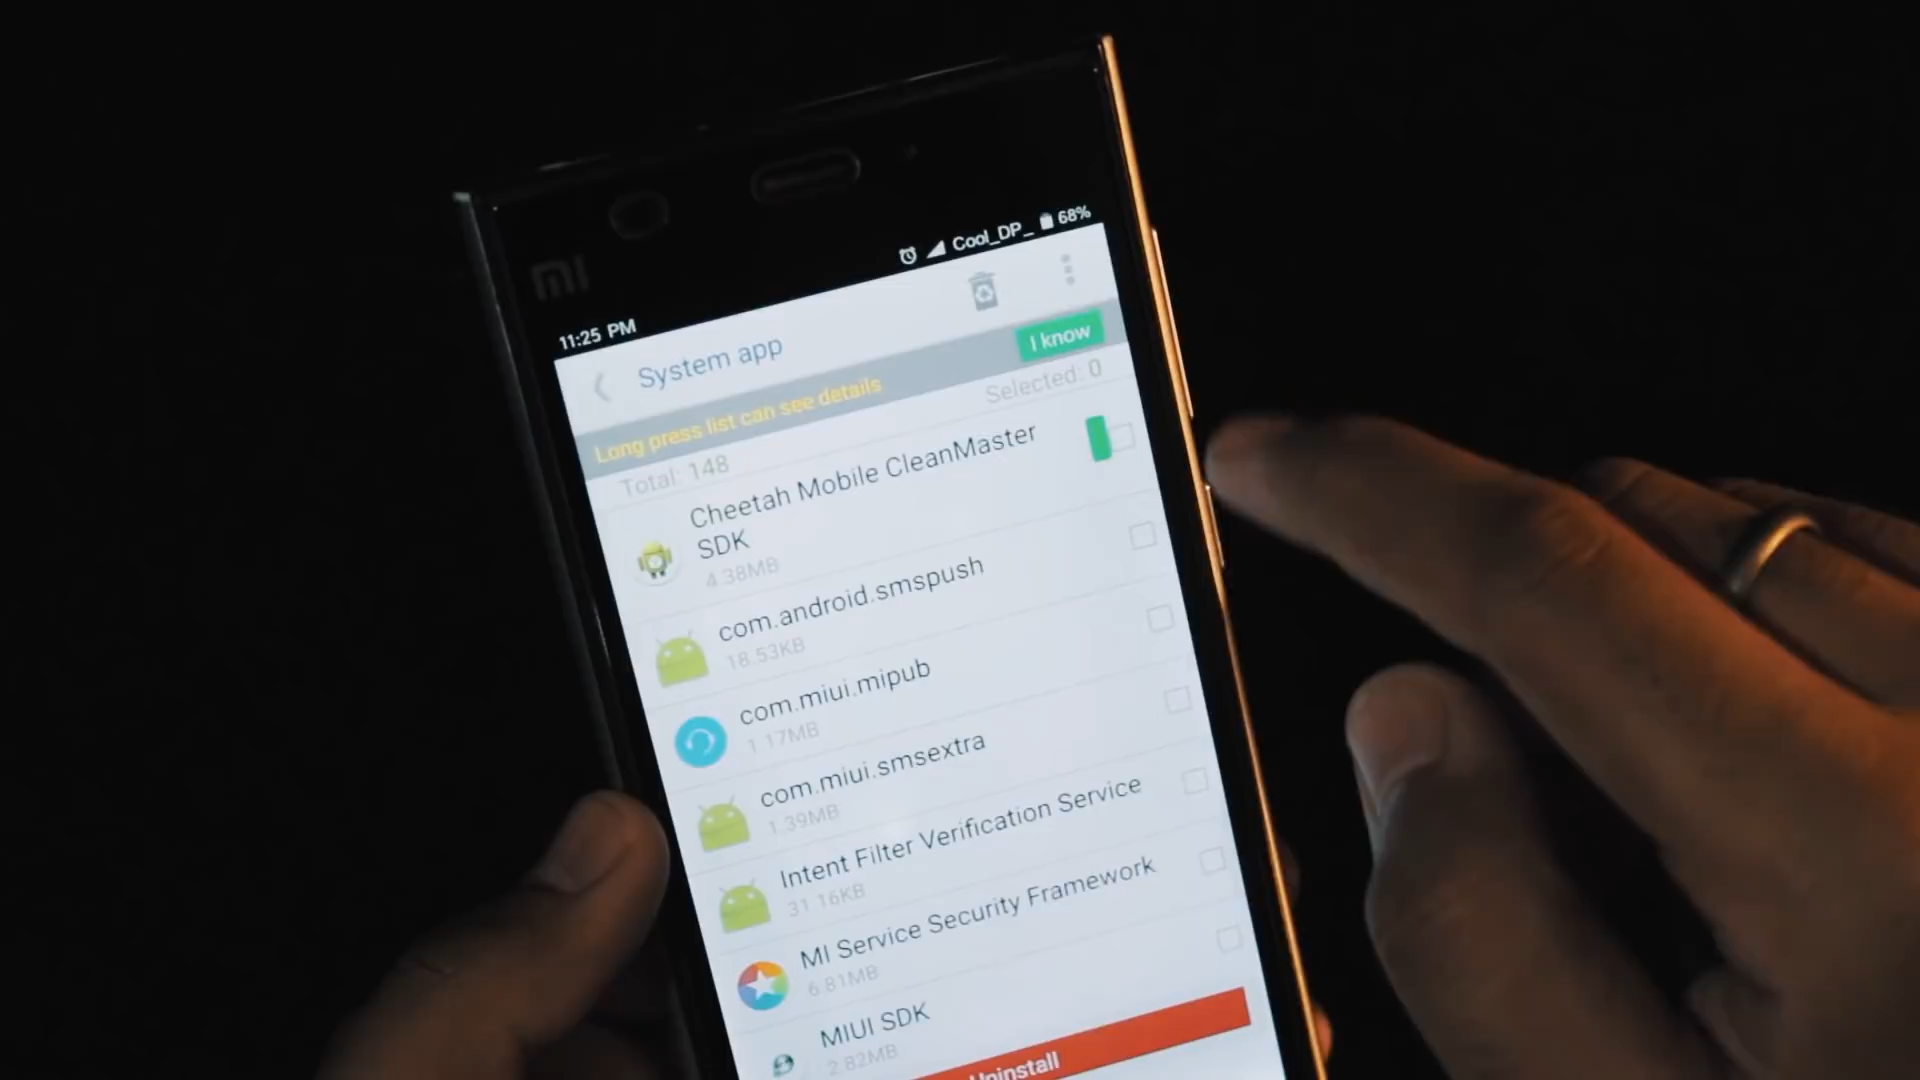 mi
Cool_DP_ 68%
11:25 PM
System app
I know
Long press list can see details
Selected: 0
Total: 148
Cheetah Mobile CleanMaster
SDK
4.38MB
com.android.smspush
18.53KB
com.miui.mipub
1.17MB
com.miui.smsextra
1.39MB
Intent Filter Verification Service
31.16KB
MI Service Security Framework
6.81MB
MIUI SDK
2.82MB
Uninstall